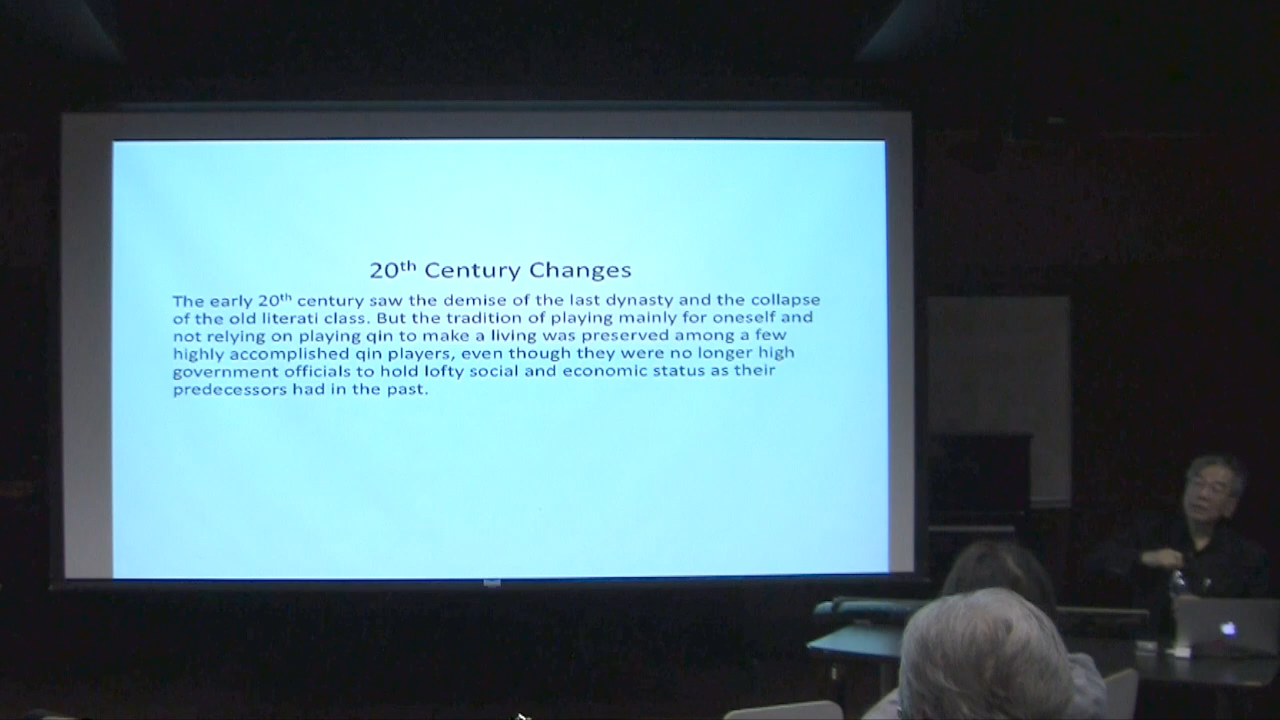 20th Century Changes
The early 20th century saw the demise of the last dynasty and the collapse
of the old literati class. But the tradition of playing mainly for oneself and
not relying on playing qin to make a living was preserved among a few
highly accomplished qin players, even though they were no longer high
government officials to hold lofty social and economic status as their
predecessors had in the past.